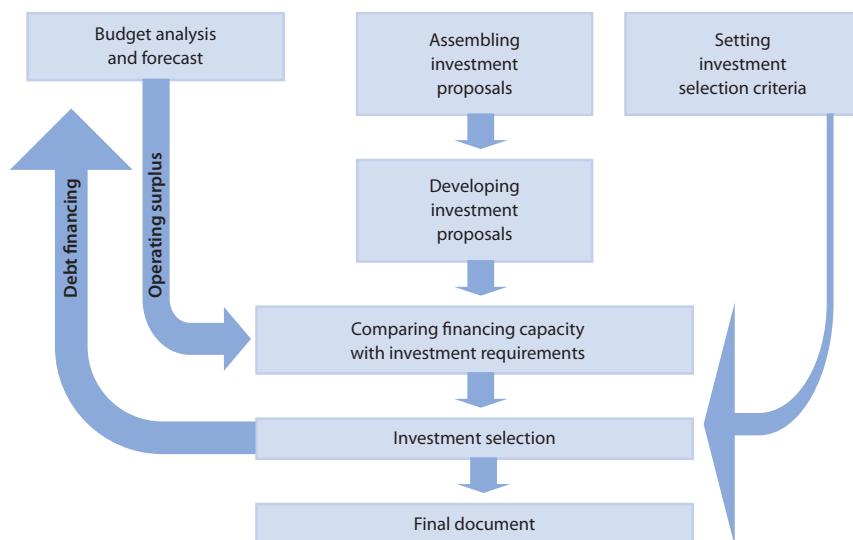 Budget analysis
and forecast
Assembling
investment
proposals
Setting
investment
selection criteria
Debt financing
Operating surplus
Developing
investment
proposals
Comparing financing capacity
with investment requirements
Investment selection
Final document